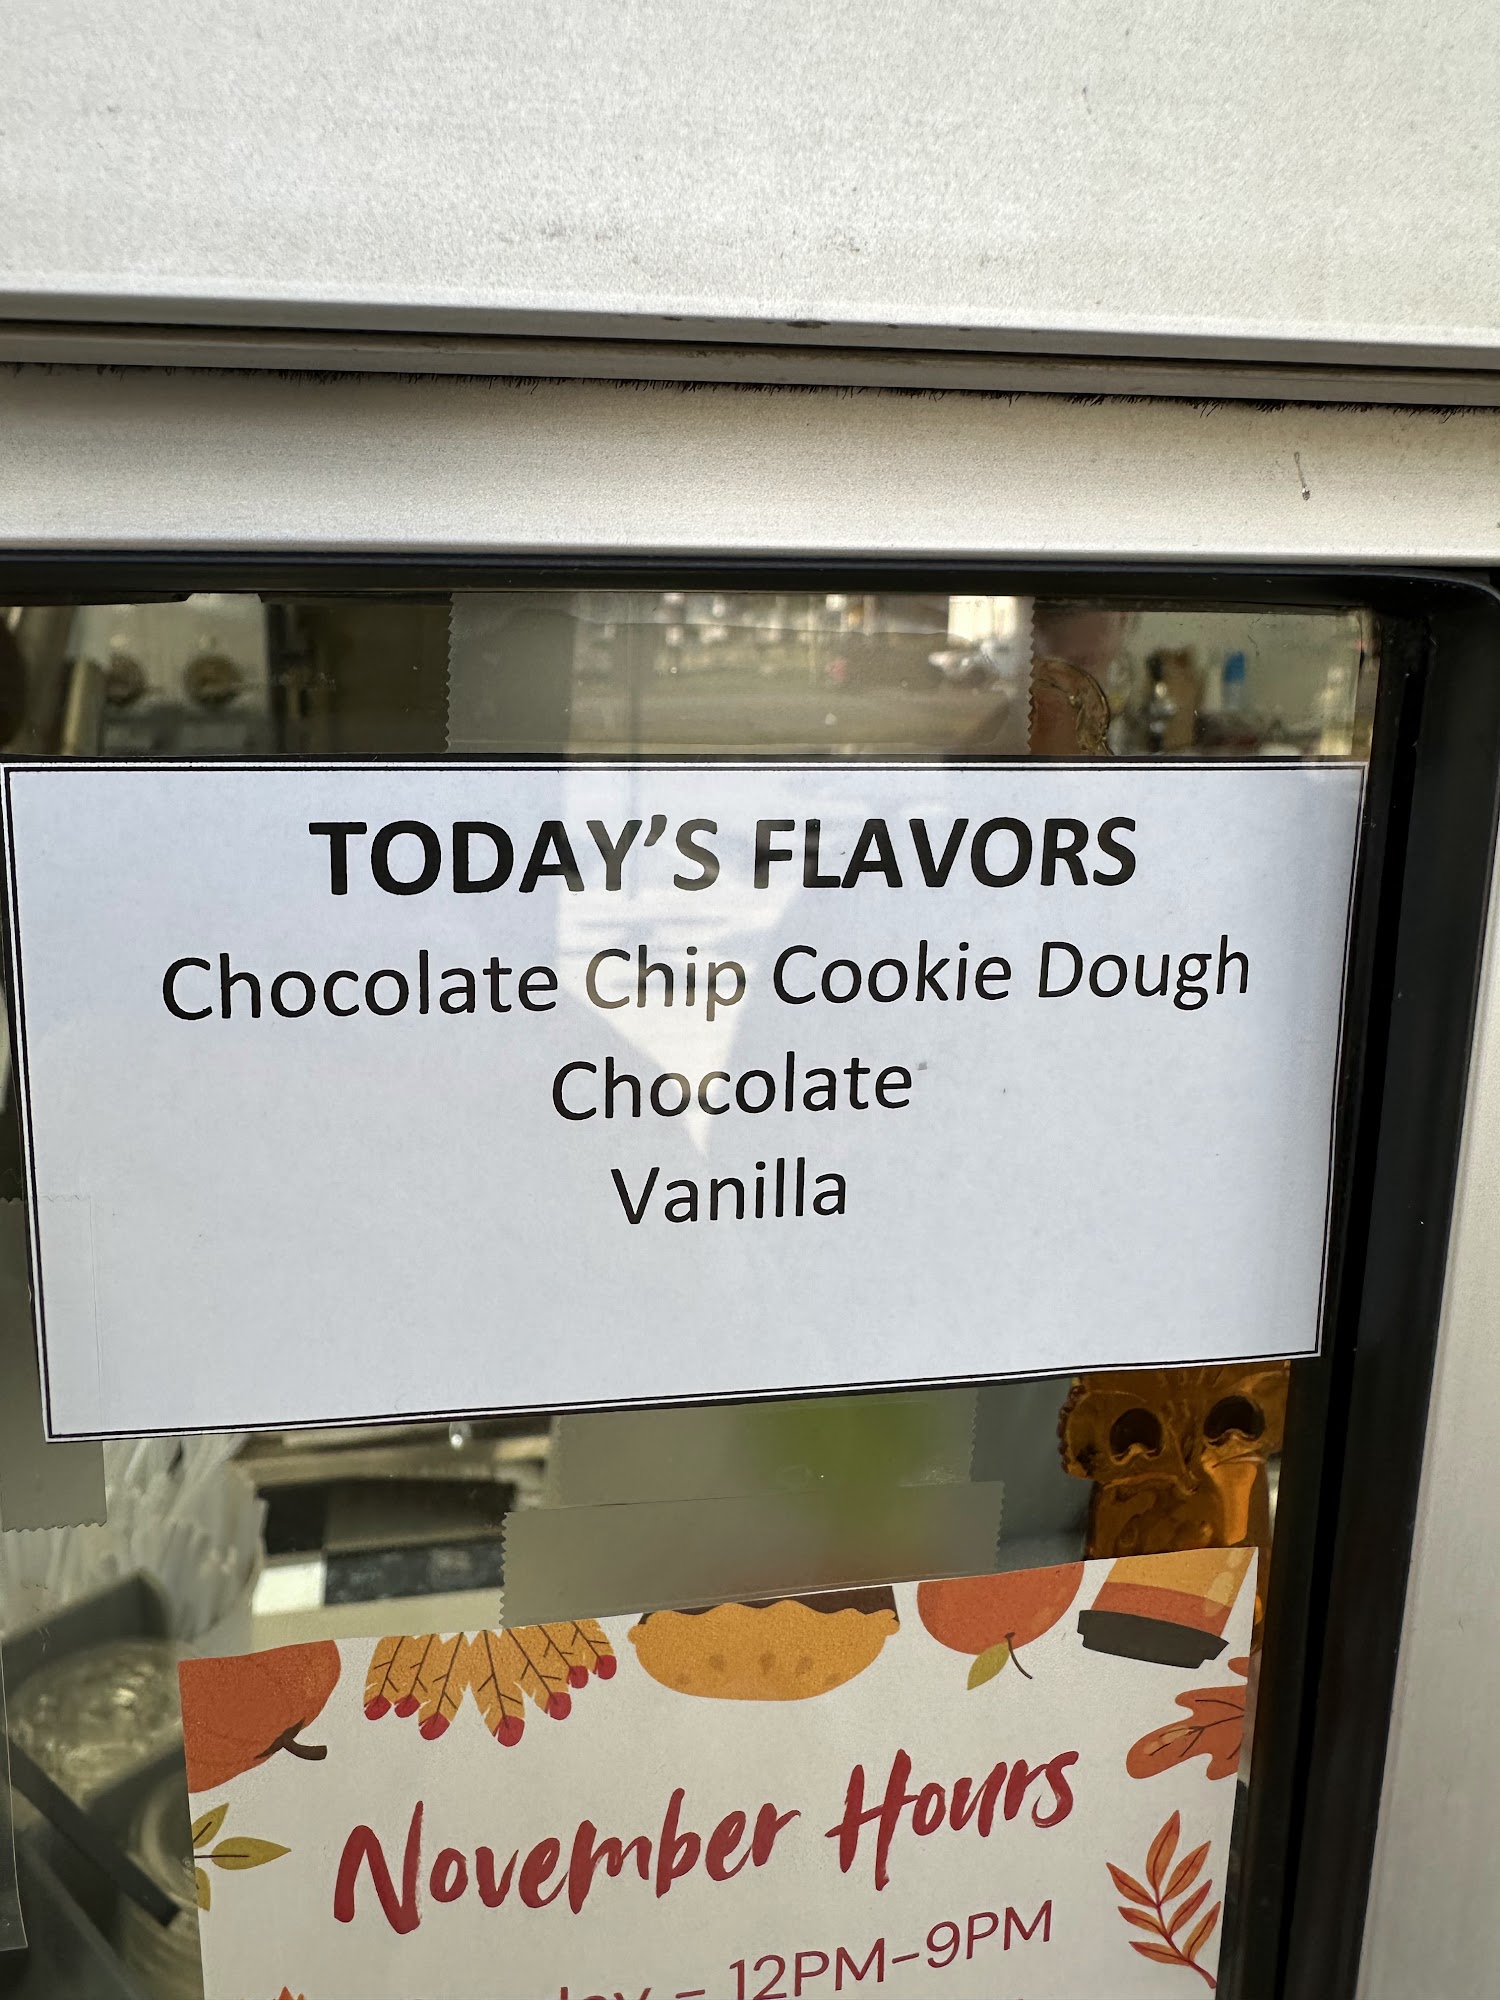 TODAY'S FLAVORS
Chocolate Chip Cookie Dough
Chocolate
Vanilla
November Hours
- 12PM-9PM